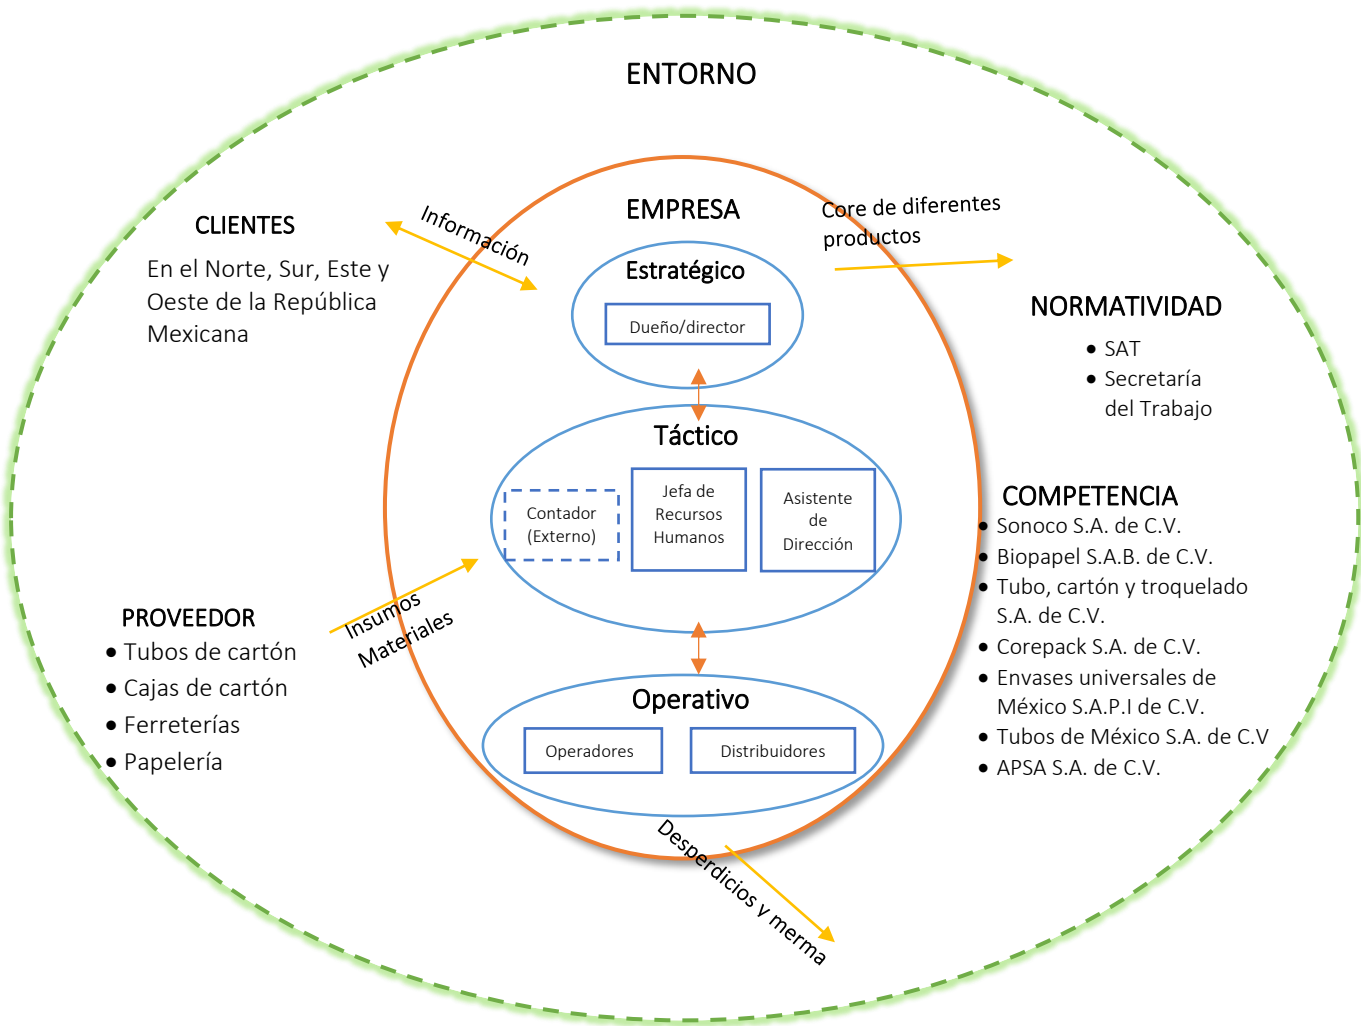 ENTORNO
CLIENTES
En el Norte, Sur, Este y
Oeste de la República
Mexicana
Información
EMPRESA
Estratégico
Dueño/director
Core de diferentes
productos
NORMATIVIDAD
• SAT
• Secretaría
del Trabajo
Táctico
Contador
(Externo)
Jefa de
Recursos
Humanos
Asistente
de
Dirección
COMPETENCIA
• Sonoco S.A. de C.V.
• Biopapel S.A.B. de C.V.
• Tubo, cartón y troquelado
S.A. de C.V.
• Corepack S.A. de C.V.
• Envases universales de
México S.A.P.I de C.V.
• Tubos de México S.A. de C.V
• APSA S.A. de C.V.
PROVEEDOR
• Tubos de cartón
• Cajas de cartón
• Ferreterías
• Papelería
Insumos
Materiales
Operativo
Operadores
Distribuidores
Desperdicios y merma